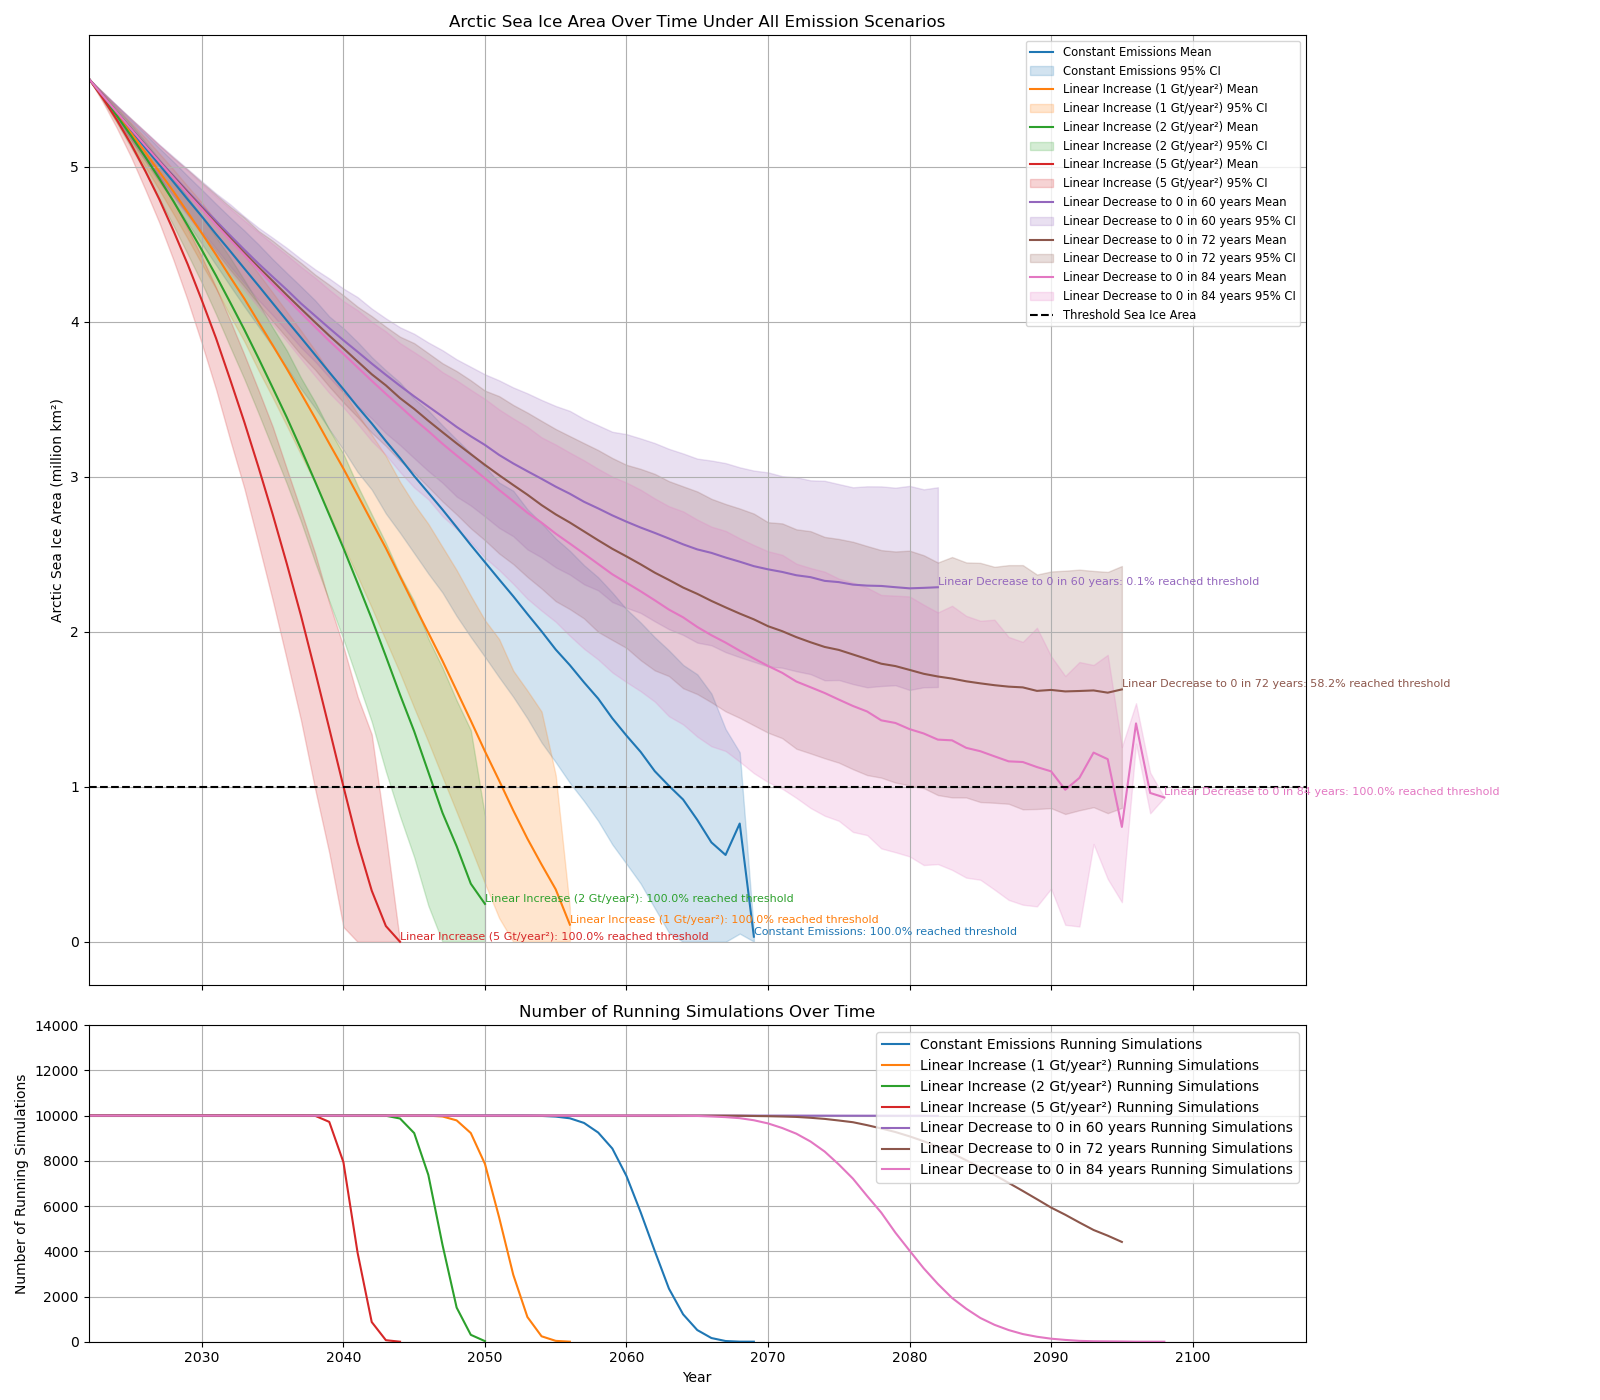 Arctic Sea Ice Area Over Time Under All Emission Scenarios
Arctic Sea Ice Area (million km²)
5
4
3
2
1
0
Constant Emissions Mean
Constant Emissions 95% CI
Linear Increase (1 Gt/year²) Mean
Linear Increase (1 Gt/year²) 95% CI
Linear Increase (2 Gt/year²) Mean
Linear Increase (2 Gt/year²) 95% CI
Linear Increase (5 Gt/year²) Mean
Linear Increase (5 Gt/year²) 95% CI
Linear Decrease to 0 in 60 years Mean
Linear Decrease to 0 in 60 years 95% CI
Linear Decrease to 0 in 72 years Mean
Linear Decrease to 0 in 72 years 95% CI
Linear Decrease to 0 in 84 years Mean
Linear Decrease to 0 in 84 years 95% CI
Threshold Sea Ice Area
Linear Decrease to 0 in 60 years: 0.1% reached threshold
Linear Decrease to 0 in 72 years: 58.2% reached threshold
Linear Decrease to 0 in 84 years: 100.0% reached threshold
Linear Increase (2 Gt/year²): 100.0% reached threshold
Linear Increase (1 Gt/year²): 100.0% reached threshold
Constant Emissions: 100.0% reached threshold
Linear Increase (5 Gt/year²): 100.0% reached threshold
Number of Running Simulations Over Time
Number of Running Simulations
14000
12000
10000
8000
6000
4000
2000
0
Constant Emissions Running Simulations
Linear Increase (1 Gt/year²) Running Simulations
Linear Increase (2 Gt/year²) Running Simulations
Linear Increase (5 Gt/year²) Running Simulations
Linear Decrease to 0 in 60 years Running Simulations
Linear Decrease to 0 in 72 years Running Simulations
Linear Decrease to 0 in 84 years Running Simulations
2030 2040 2050 2060 2070 2080 2090 2100
Year